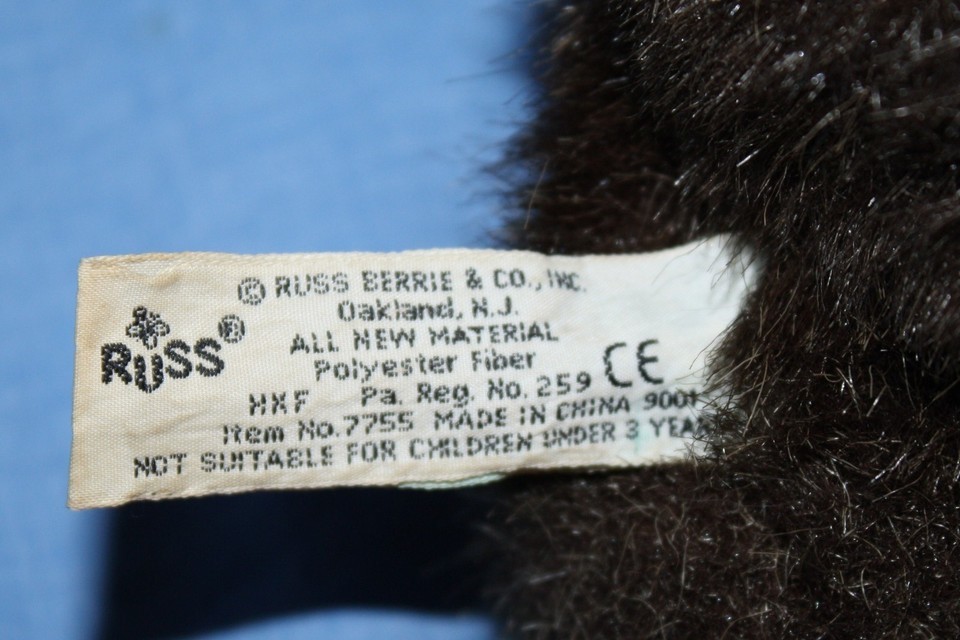 © RUSS BERRIE & CO., INC.
Oakland, N.J.
RUSS®
ALL NEW MATERIAL
Polyester Fiber
CE
HXF Pa. Reg. No. 259
Item No. 7755 MADE IN CHINA 9001
NOT SUITABLE FOR CHILDREN UNDER 3